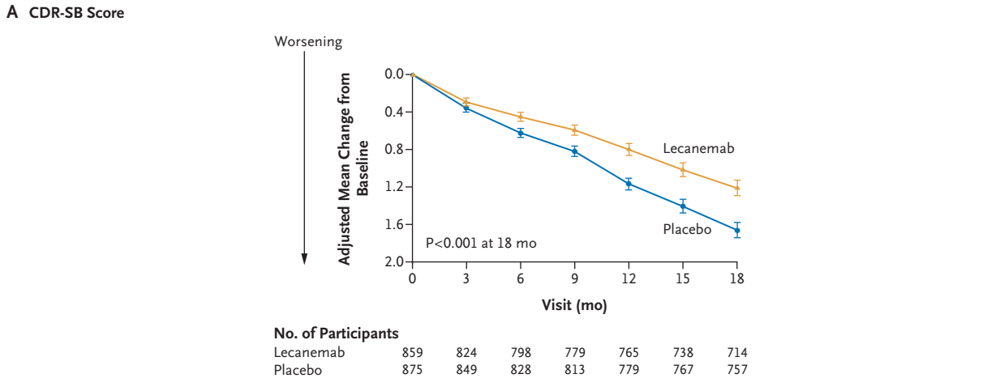 A CDR-SB Score
Worsening
Adjusted Mean Change from
Baseline
0.0
0.4
0.8
1.2
1.6
2.0
Lecanemab
Placebo
P<0.001 at 18 mo
0 3 6 9 12 15 18
Visit (mo)
No. of Participants
Lecanemab 859 824 798 779 765 738 714
Placebo 875 849 828 813 779 767 757